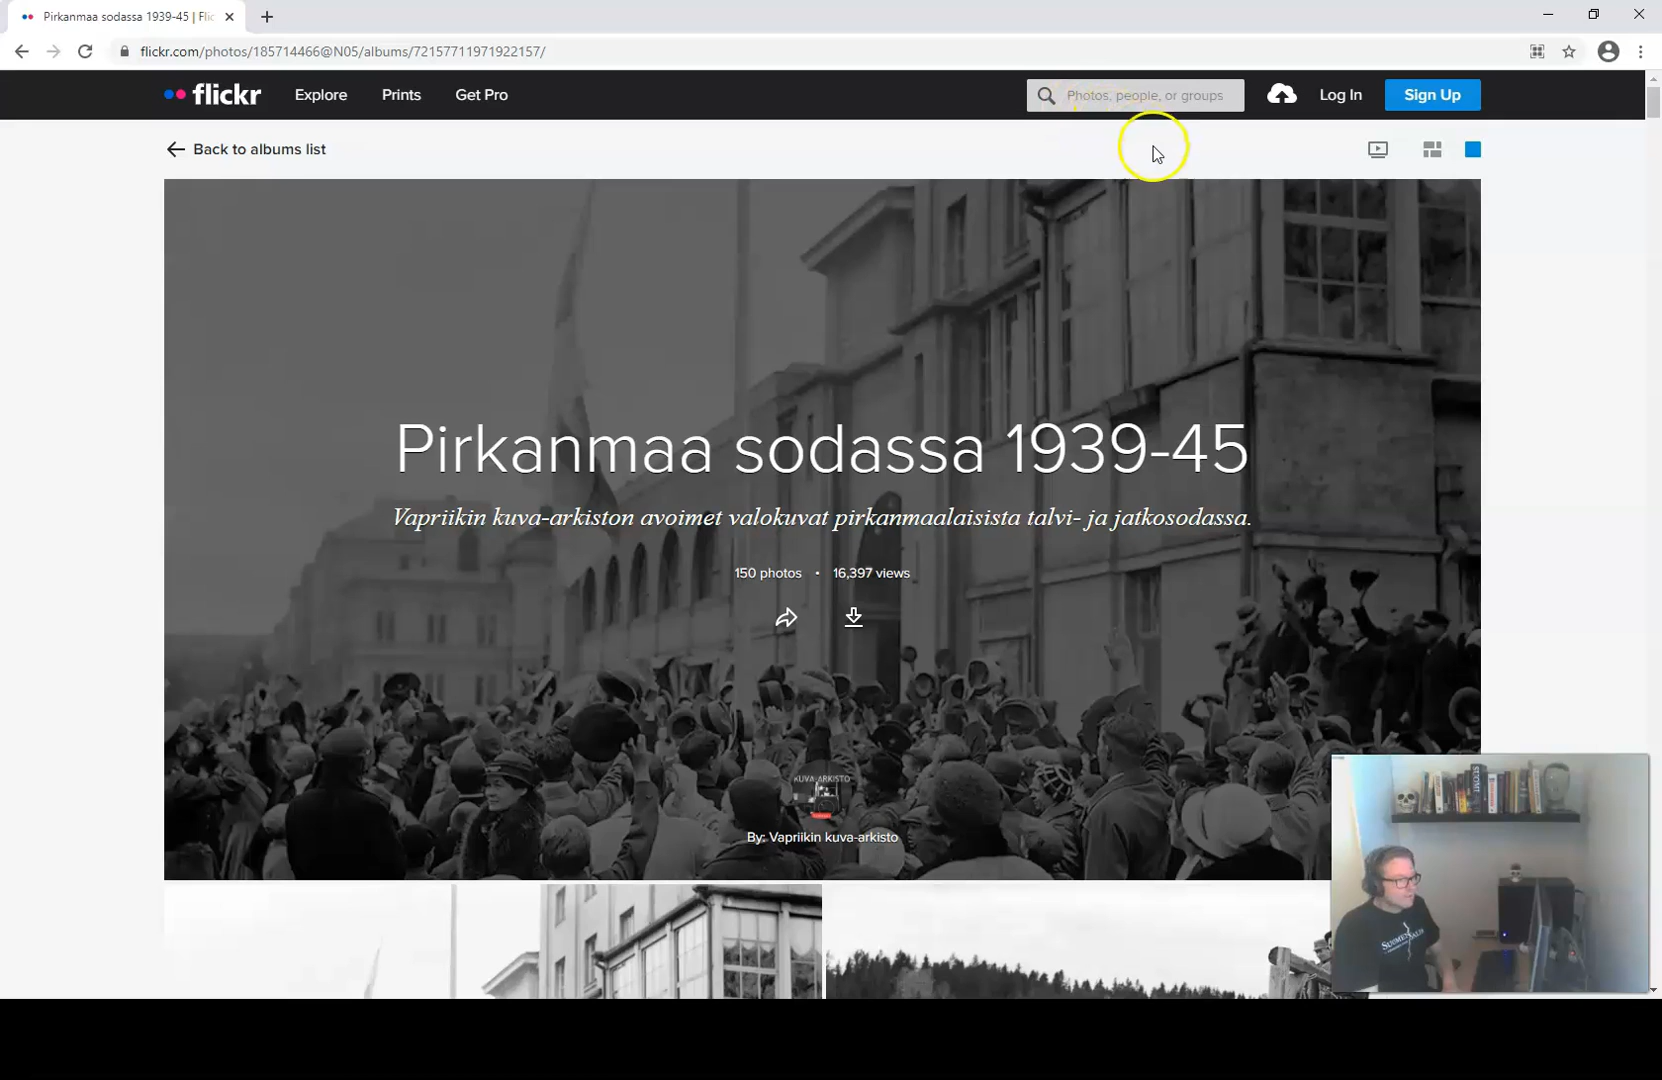 Pirkanmaa sodassa 1939-45 | Flic
flickr.com/photos/185714466@N05/albums/72157711971922157/
flickr Explore Prints Get Pro Photos, people, or groups Log In Sign Up
Back to albums list
Pirkanmaa sodassa 1939-45
Vapriikin kuva-arkiston avoimet valokuvat pirkanmaalaisista talvi- ja jatkosodassa.
150 photos • 16,397 views
KUVA-ARKISTO
By: Vapriikin kuva-arkisto
SUOMI